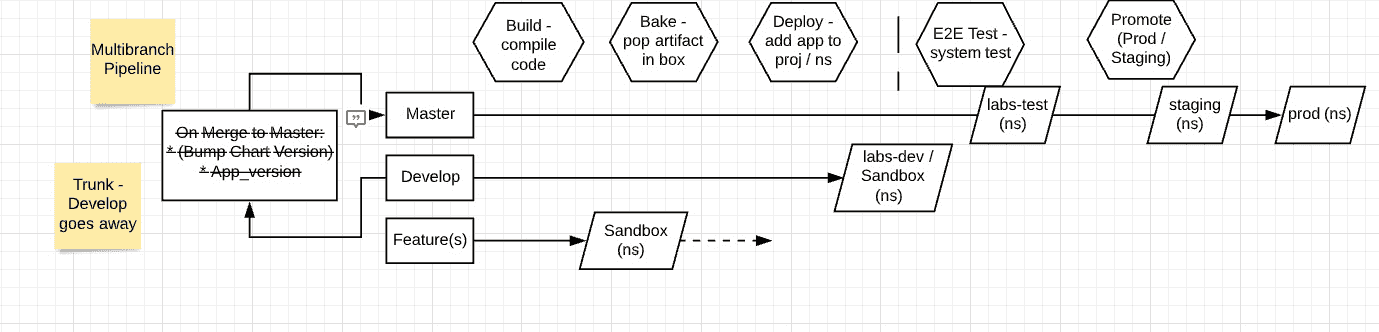 Multibranch
Pipeline
Build -
compile
code
Bake -
pop artifact
in box
Deploy -
add app to
proj / ns
E2E Test -
system test
Promote
(Prod /
Staging)
On Merge to Master:
* (Bump Chart Version)
* App_version
Master
labs-test
(ns)
staging
(ns)
prod (ns)
Trunk -
Develop
goes away
Develop
labs-dev /
Sandbox
(ns)
Feature(s)
Sandbox
(ns)